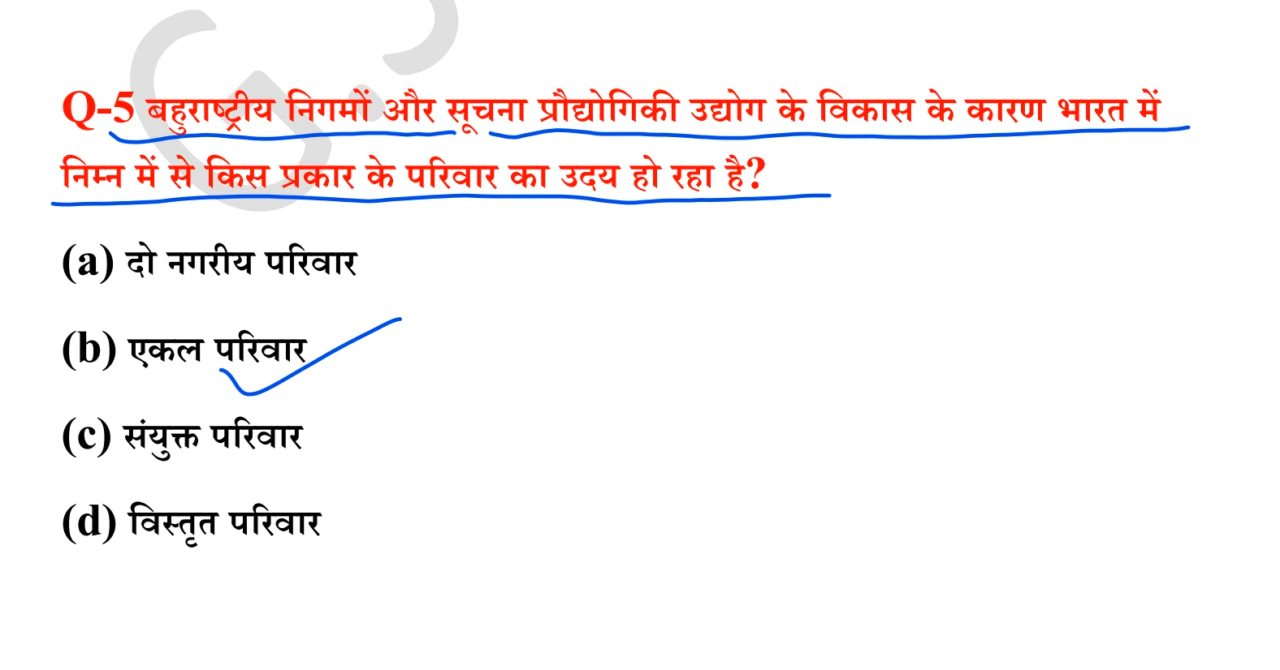 Q-5 बहुराष्ट्रीय निगमों और सूचना प्रौद्योगिकी उद्योग के विकास के कारण भारत में
निम्न में से किस प्रकार के परिवार का उदय हो रहा है?
(a) दो नगरीय परिवार
(b) एकल परिवार
(c) संयुक्त परिवार
(d) विस्तृत परिवार